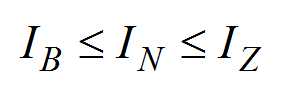 I_B ≤ I_N ≤ I_Z